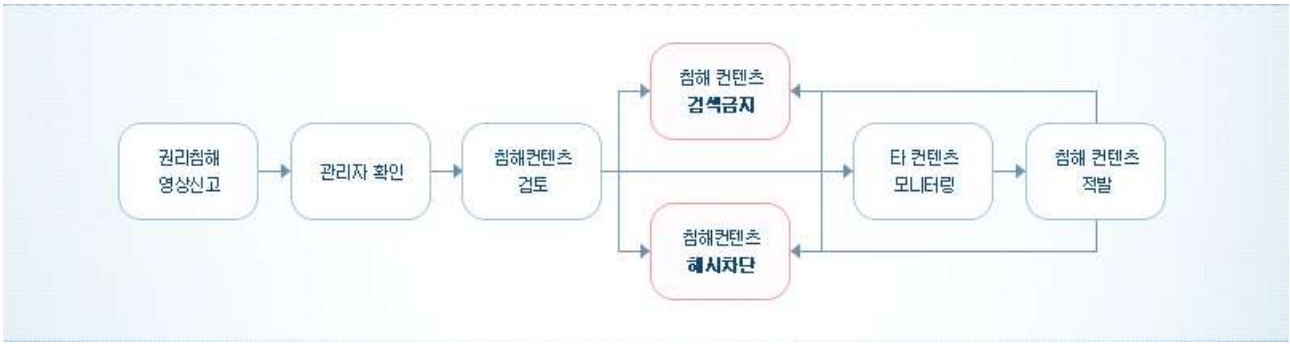 권리침해
영상신고
관리자 확인
침해컨텐츠
검토
침해 컨텐츠
검색금지
침해컨텐츠
해시차단
타 컨텐츠
모니터링
침해 컨텐츠
적발